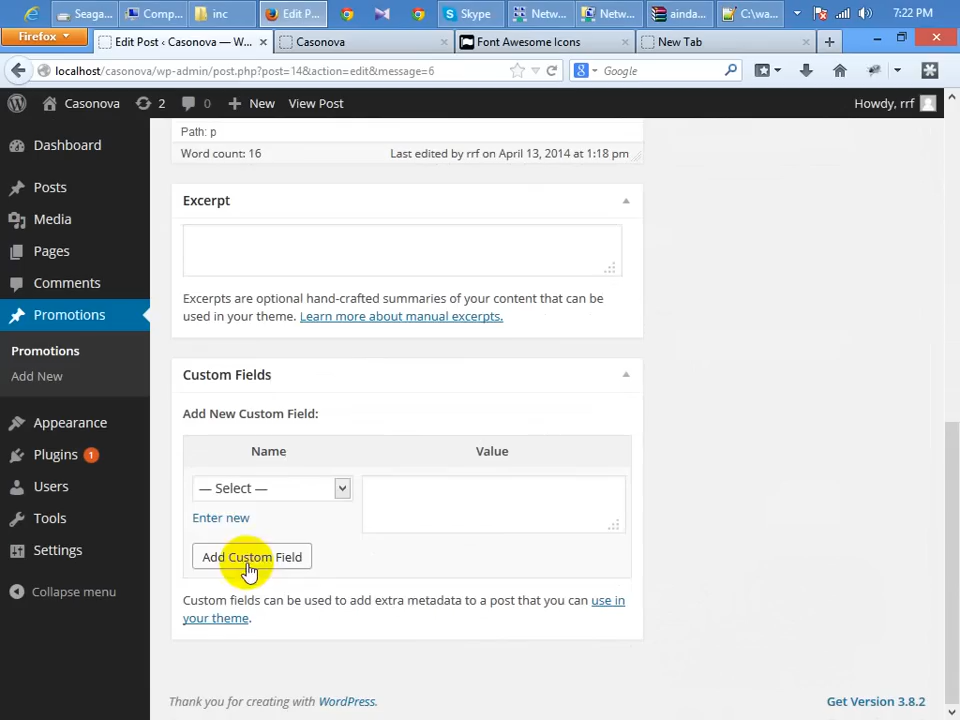 Seaga...
Comp...
inc
Edit P...
Skype
Netw...
Netw...
ainda...
C:\wa...
7:22 PM
Firefox
Edit Post ‹ Casonova — W...
Casonova
Font Awesome Icons
New Tab
localhost/casonova/wp-admin/post.php?post=14&action=edit&message=6
Google
Casonova
2
0
New
View Post
Howdy, rrf
Dashboard
Posts
Media
Pages
Comments
Promotions
Promotions
Add New
Appearance
Plugins 1
Users
Tools
Settings
Collapse menu
Path: p
Word count: 16
Last edited by rrf on April 13, 2014 at 1:18 pm
Excerpt
Excerpts are optional hand-crafted summaries of your content that can be
used in your theme. Learn more about manual excerpts.
Custom Fields
Add New Custom Field:
Name
Value
— Select —
Enter new
Add Custom Field
Custom fields can be used to add extra metadata to a post that you can use in
your theme.
Thank you for creating with WordPress.
Get Version 3.8.2